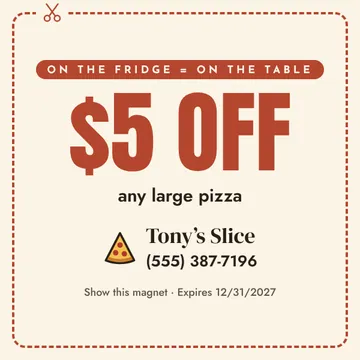 ON THE FRIDGE = ON THE TABLE
$5 OFF
any large pizza
Tony's Slice
(555) 387-7196
Show this magnet · Expires 12/31/2027